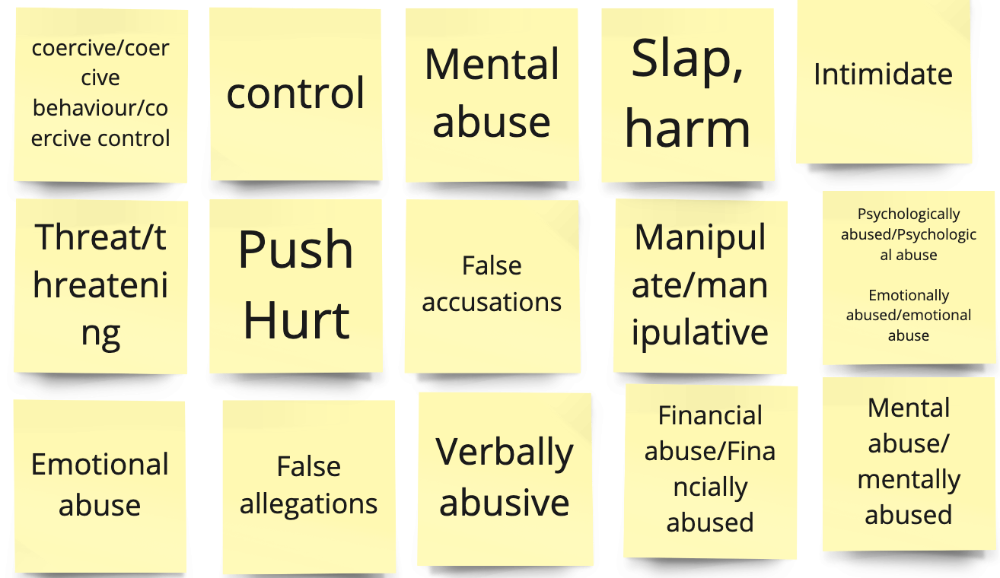 coercive/coer
cive
behaviour/co
ercive control
control
Mental
abuse
Slap,
harm
Intimidate
Threat/t
hreateni
ng
Push
Hurt
False
accusations
Manipul
ate/man
ipulative
Psychologically
abused/Psychologic
al abuse
Emotionally
abused/emotional
abuse
Emotional
abuse
False
allegations
Verbally
abusive
Financial
abuse/Fina
ncially
abused
Mental
abuse/
mentally
abused